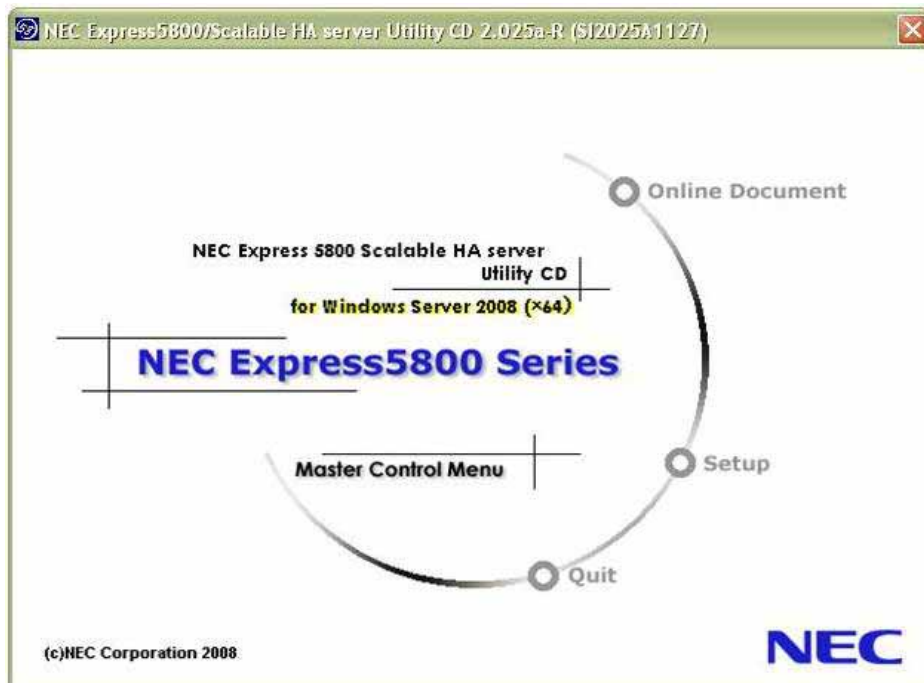 NEC Express5800/Scalable HA server Utility CD 2.025a-R (SI2025A1127)
Online Document
NEC Express 5800 Scalable HA server
Utility CD
for Windows Server 2008 (×64)
NEC Express5800 Series
Master Control Menu
Setup
Quit
(c)NEC Corporation 2008
NEC